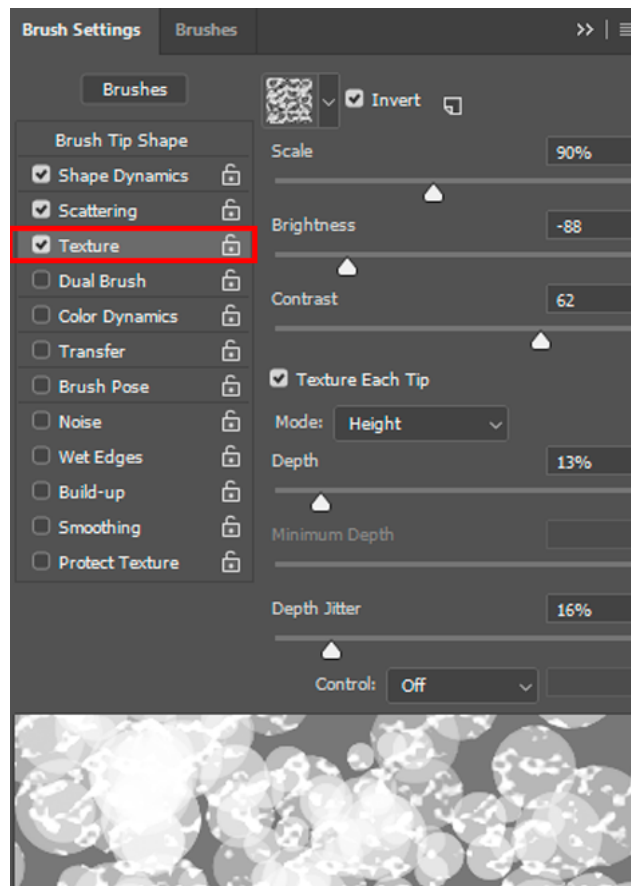 Brush Settings Brushes
Brushes
Invert
Brush Tip Shape
Scale 90%
Shape Dynamics
Scattering
Brightness -88
Texture
Dual Brush
Contrast 62
Color Dynamics
Transfer
Texture Each Tip
Brush Pose
Noise
Mode: Height
Wet Edges
Depth 13%
Build-up
Smoothing
Minimum Depth
Protect Texture
Depth Jitter 16%
Control: Off